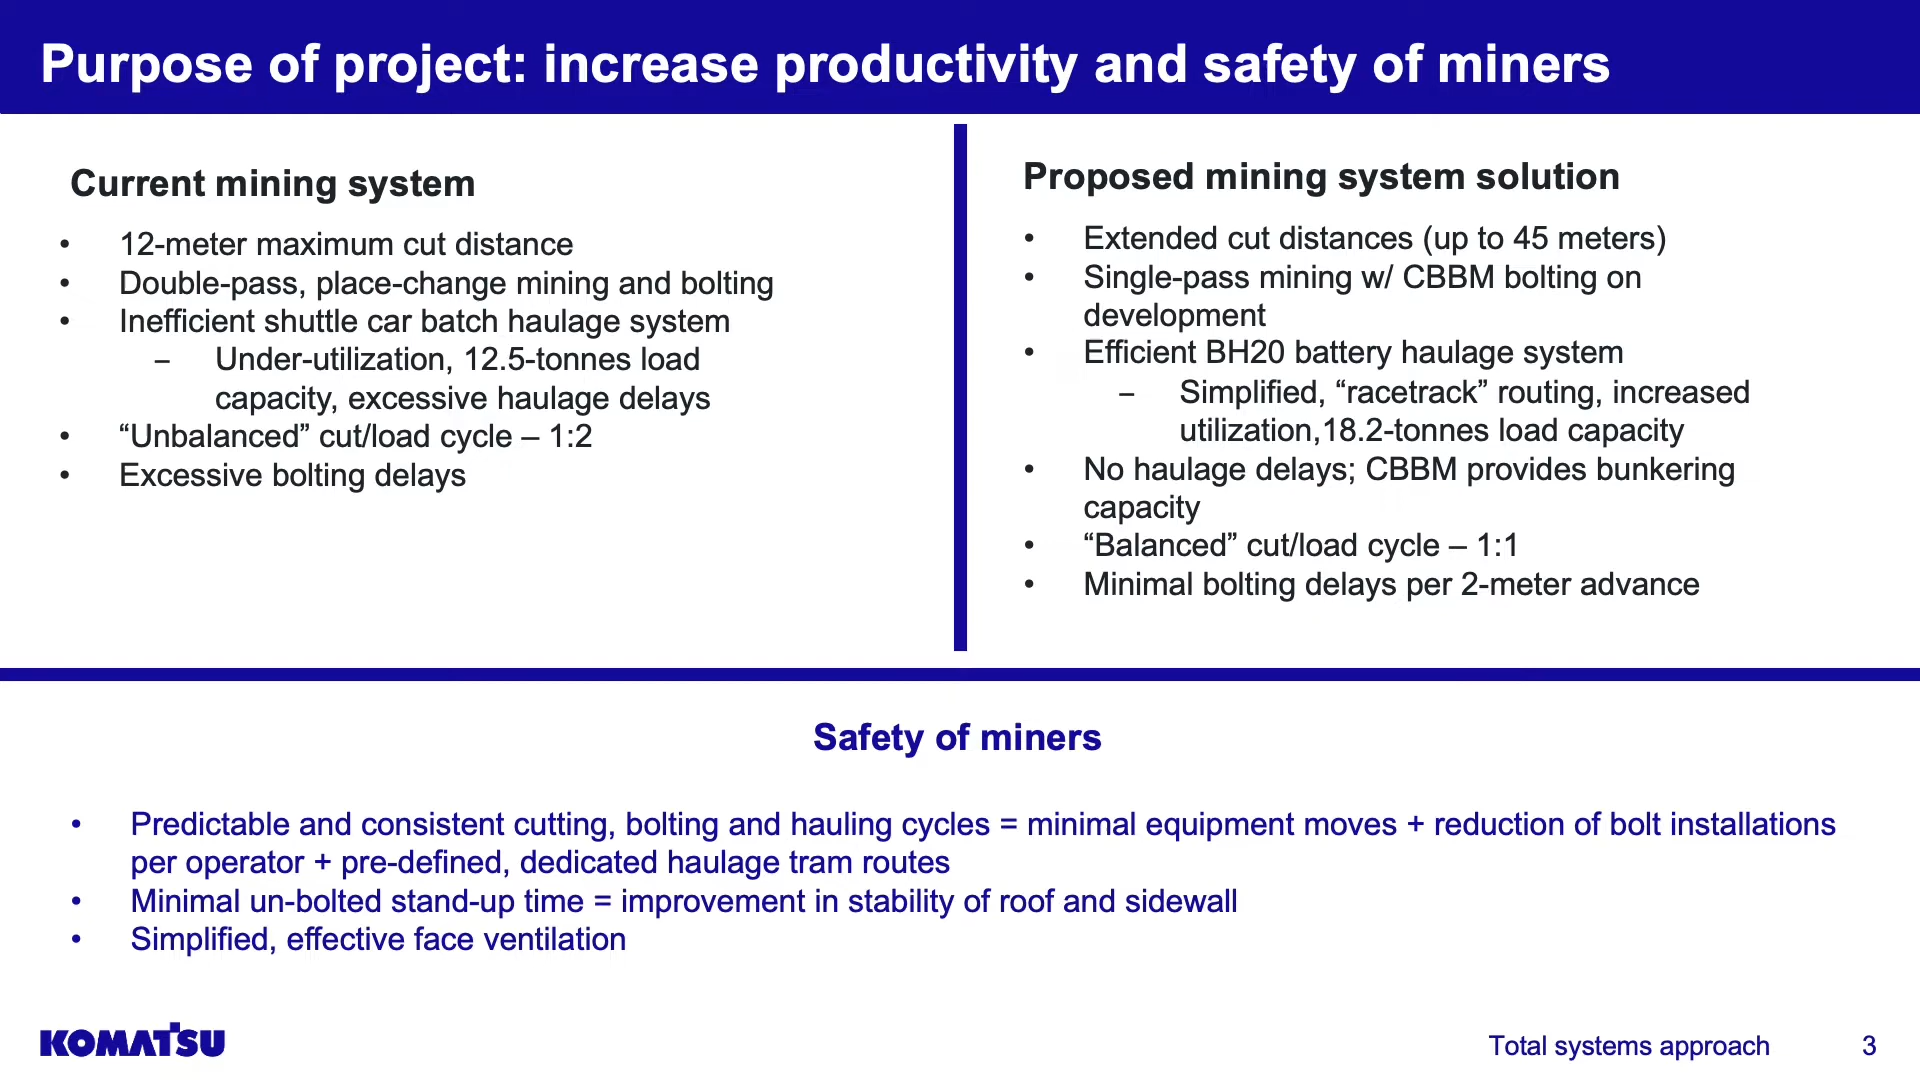 Purpose of project: increase productivity and safety of miners
Current mining system
• 12-meter maximum cut distance
• Double-pass, place-change mining and bolting
• Inefficient shuttle car batch haulage system
– Under-utilization, 12.5-tonnes load
capacity, excessive haulage delays
• “Unbalanced” cut/load cycle – 1:2
• Excessive bolting delays
Proposed mining system solution
• Extended cut distances (up to 45 meters)
• Single-pass mining w/ CBBM bolting on
development
• Efficient BH20 battery haulage system
– Simplified, “racetrack” routing, increased
utilization,18.2-tonnes load capacity
• No haulage delays; CBBM provides bunkering
capacity
• “Balanced” cut/load cycle – 1:1
• Minimal bolting delays per 2-meter advance
Safety of miners
• Predictable and consistent cutting, bolting and hauling cycles = minimal equipment moves + reduction of bolt installations
per operator + pre-defined, dedicated haulage tram routes
• Minimal un-bolted stand-up time = improvement in stability of roof and sidewall
• Simplified, effective face ventilation
KOMATSU
Total systems approach 3